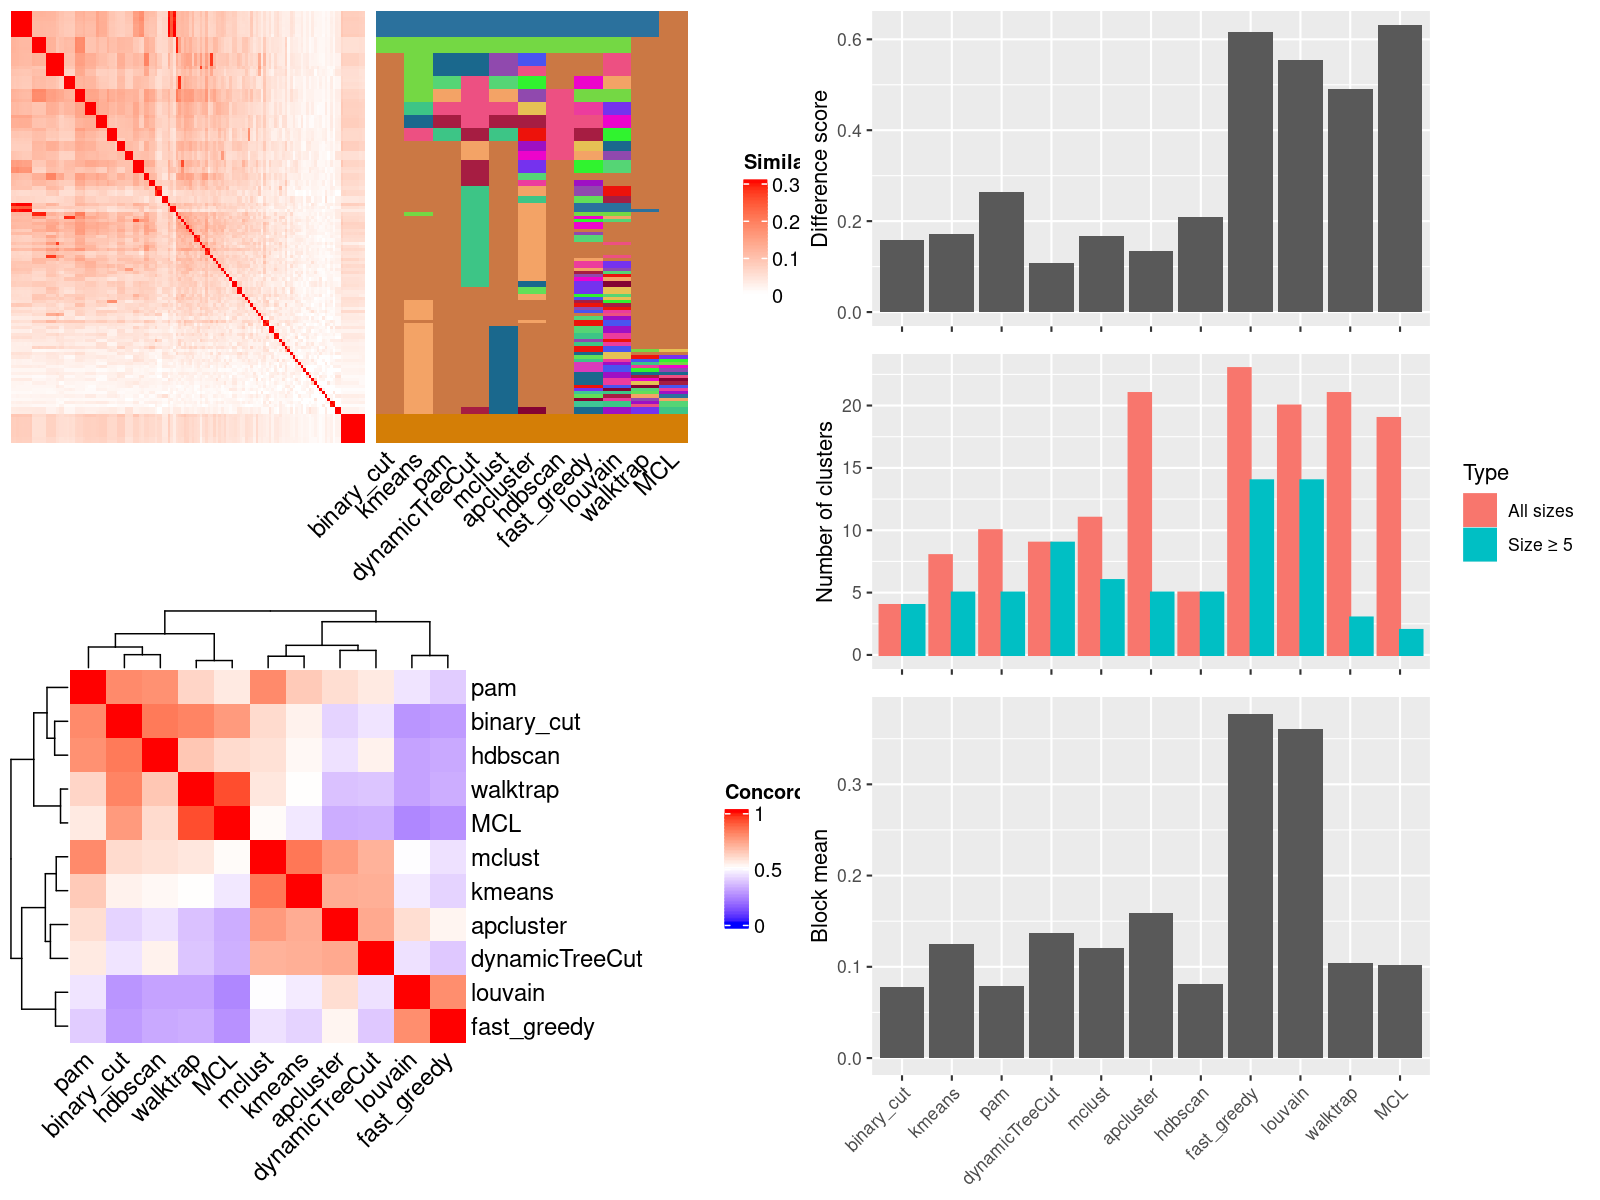 Simila
0.3
0.2
0.1
0
binary_cut
kmeans
pam
dynamicTreeCut
mclust
apcluster
hdbscan
fast_greedy
louvain
walktrap
MCL
pam
binary_cut
hdbscan
walktrap
MCL
mclust
kmeans
apcluster
dynamicTreeCut
louvain
fast_greedy
Concord
1
0.5
0
pam
binary_cut
hdbscan
walktrap
MCL
mclust
kmeans
apcluster
dynamicTreeCut
louvain
fast_greedy
Difference score
0.6
0.4
0.2
0.0
Number of clusters
20
15
10
5
0
Type
All sizes
Size ≥ 5
Block mean
0.3
0.2
0.1
0.0
binary_cut
kmeans
pam
dynamicTreeCut
mclust
apcluster
hdbscan
fast_greedy
louvain
walktrap
MCL